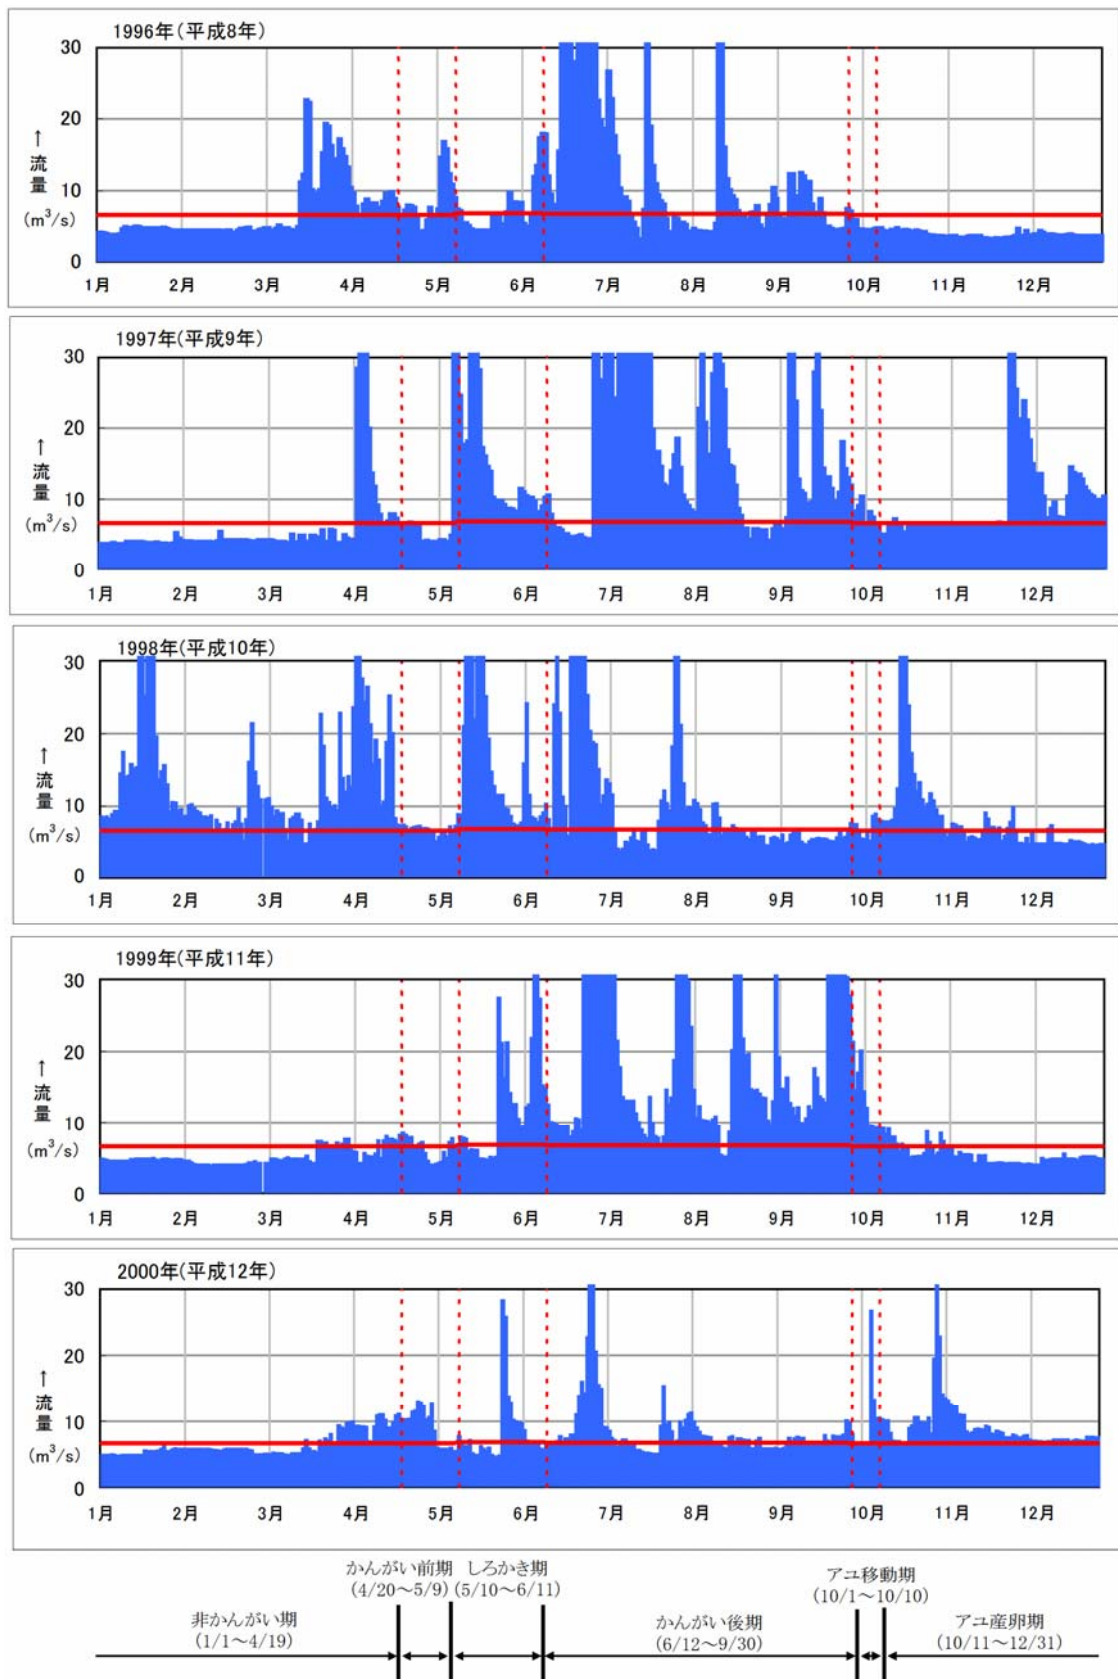 1996年(平成8年)
30
20
10
0
↑
流
量
(m³/s)
1月 2月 3月 4月 5月 6月 7月 8月 9月 10月 11月 12月
1997年(平成9年)
30
20
10
0
↑
流
量
(m³/s)
1月 2月 3月 4月 5月 6月 7月 8月 9月 10月 11月 12月
1998年(平成10年)
30
20
10
0
↑
流
量
(m³/s)
1月 2月 3月 4月 5月 6月 7月 8月 9月 10月 11月 12月
1999年(平成11年)
30
20
10
0
↑
流
量
(m³/s)
1月 2月 3月 4月 5月 6月 7月 8月 9月 10月 11月 12月
2000年(平成12年)
30
20
10
0
↑
流
量
(m³/s)
1月 2月 3月 4月 5月 6月 7月 8月 9月 10月 11月 12月
非かんがい期
(1/1～4/19)
かんがい前期
(4/20～5/9)
しろかき期
(5/10～6/11)
かんがい後期
(6/12～9/30)
アユ移動期
(10/1～10/10)
アユ産卵期
(10/11～12/31)